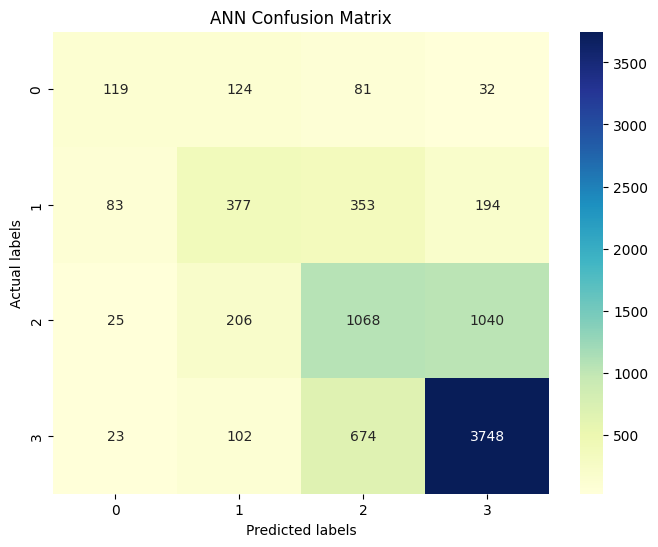 ANN Confusion Matrix
0 119 124 81 32
1 83 377 353 194
2 25 206 1068 1040
3 23 102 674 3748
0 1 2 3
Predicted labels
Actual labels
3500
3000
2500
2000
1500
1000
500